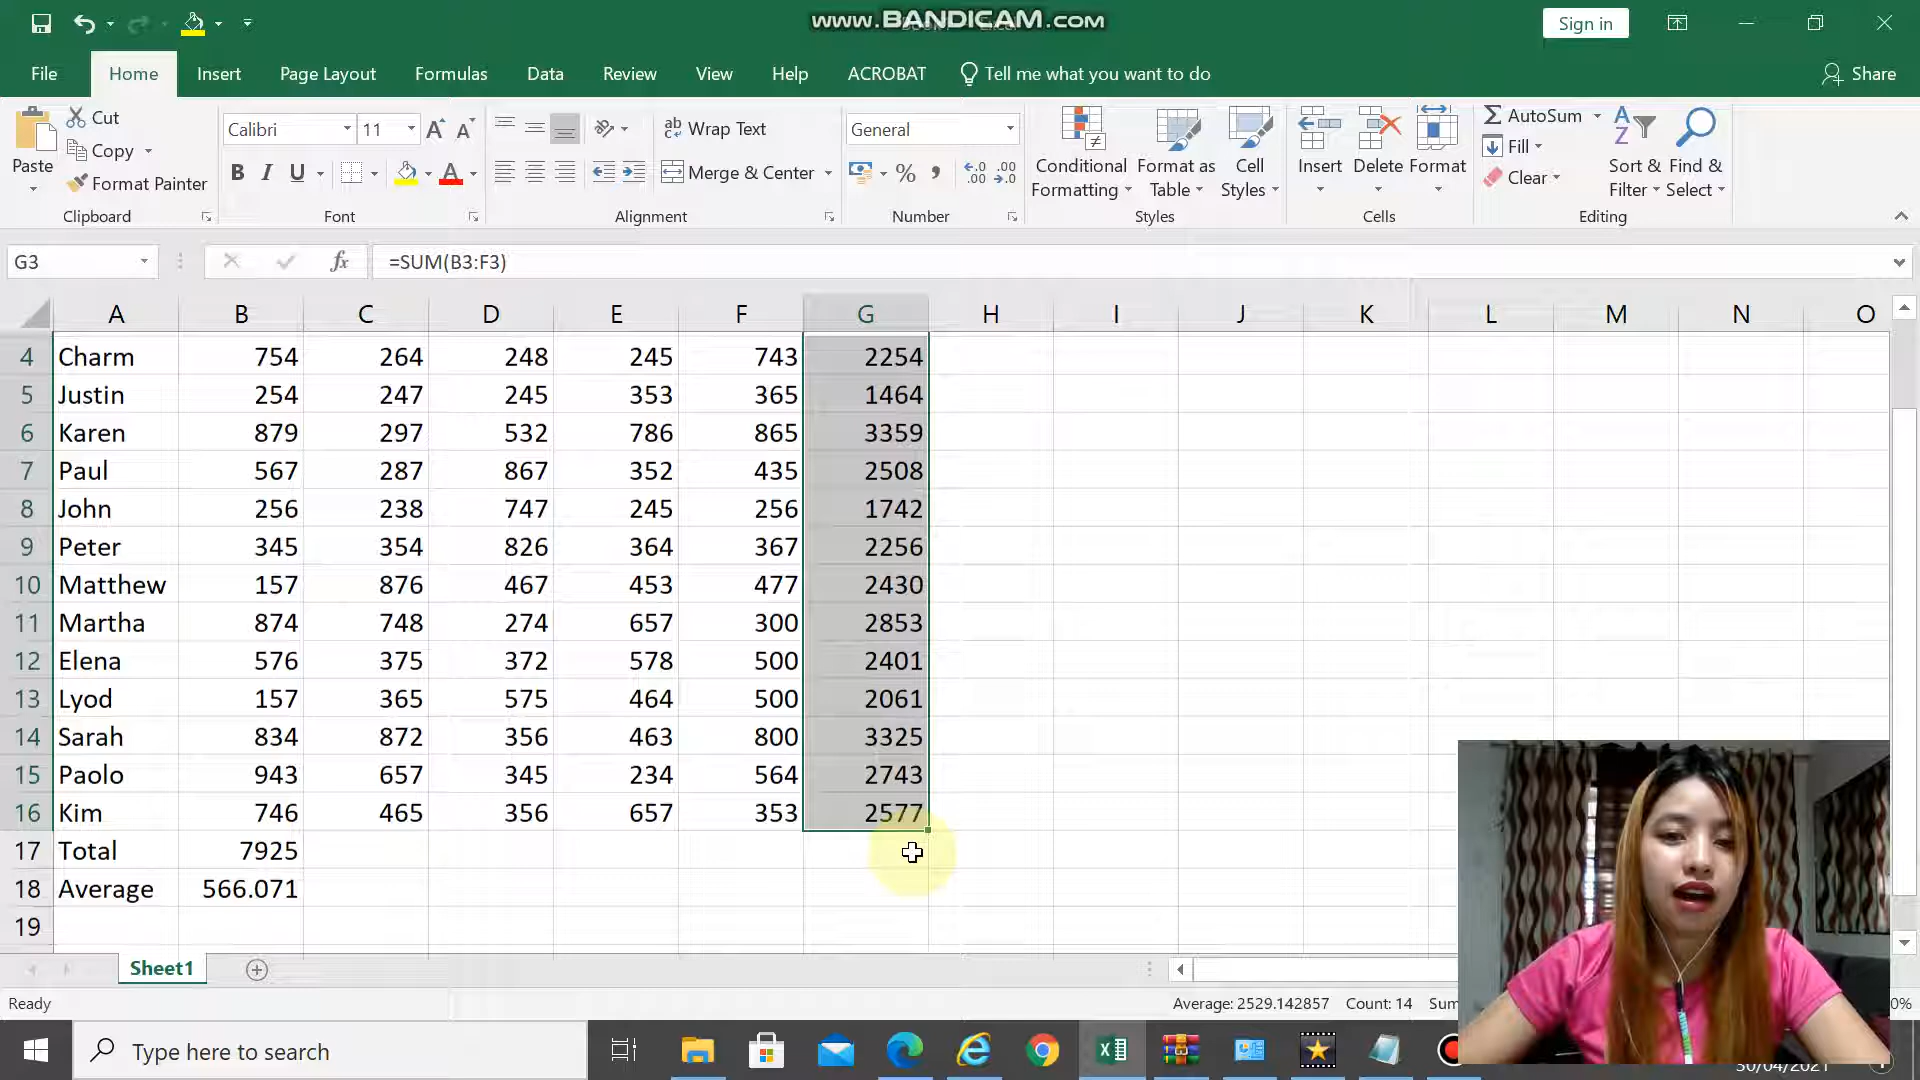 www.BANDICAM.com
Sign in
File Home Insert Page Layout Formulas Data Review View Help ACROBAT Tell me what you want to do Share
Paste
Cut
Copy
Format Painter
Clipboard
Calibri 11
B I U A
Font
Wrap Text
Merge & Center
Alignment
General
% ,
Number
Conditional Formatting
Format as Table
Cell Styles
Styles
Insert Delete Format
Cells
AutoSum
Fill
Clear
Sort & Filter
Find & Select
Editing
G3 fx =SUM(B3:F3)
A B C D E F G H I J K L M N O
4 Charm 754 264 248 245 743 2254
5 Justin 254 247 245 353 365 1464
6 Karen 879 297 532 786 865 3359
7 Paul 567 287 867 352 435 2508
8 John 256 238 747 245 256 1742
9 Peter 345 354 826 364 367 2256
10 Matthew 157 876 467 453 477 2430
11 Martha 874 748 274 657 300 2853
12 Elena 576 375 372 578 500 2401
13 Lyod 157 365 575 464 500 2061
14 Sarah 834 872 356 463 800 3325
15 Paolo 943 657 345 234 564 2743
16 Kim 746 465 356 657 353 2577
17 Total 7925
18 Average 566.071
19
Sheet1
Ready Average: 2529.142857 Count: 14 Sum 0%
Type here to search
30/04/2021